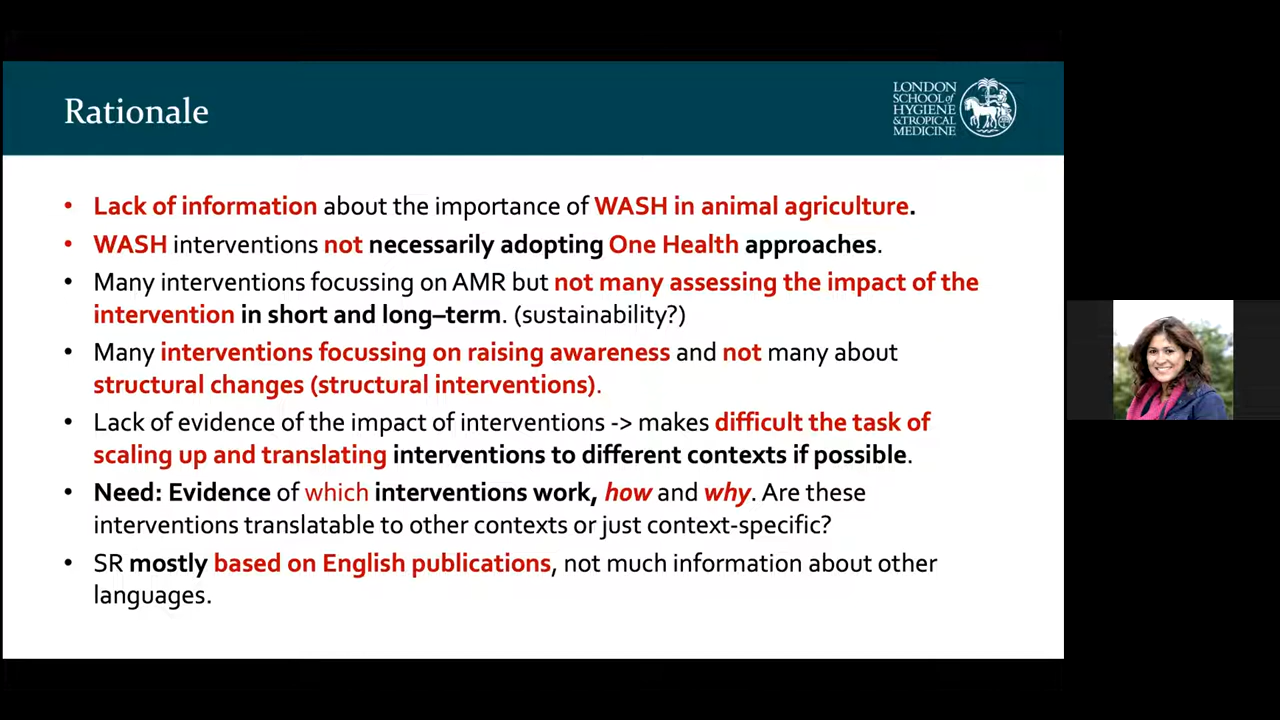 Rationale
LONDON
SCHOOL of
HYGIENE
& TROPICAL
MEDICINE
• Lack of information about the importance of WASH in animal agriculture.
• WASH interventions not necessarily adopting One Health approaches.
• Many interventions focussing on AMR but not many assessing the impact of the
intervention in short and long–term. (sustainability?)
• Many interventions focussing on raising awareness and not many about
structural changes (structural interventions).
• Lack of evidence of the impact of interventions -> makes difficult the task of
scaling up and translating interventions to different contexts if possible.
• Need: Evidence of which interventions work, how and why. Are these
interventions translatable to other contexts or just context-specific?
• SR mostly based on English publications, not much information about other
languages.